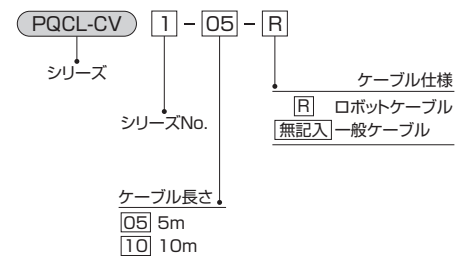 PQCL-CV 1 - 05 - R
シリーズ
ケーブル仕様
R ロボットケーブル
シリーズNo.
無記入 一般ケーブル
ケーブル長さ
05 5m
10 10m